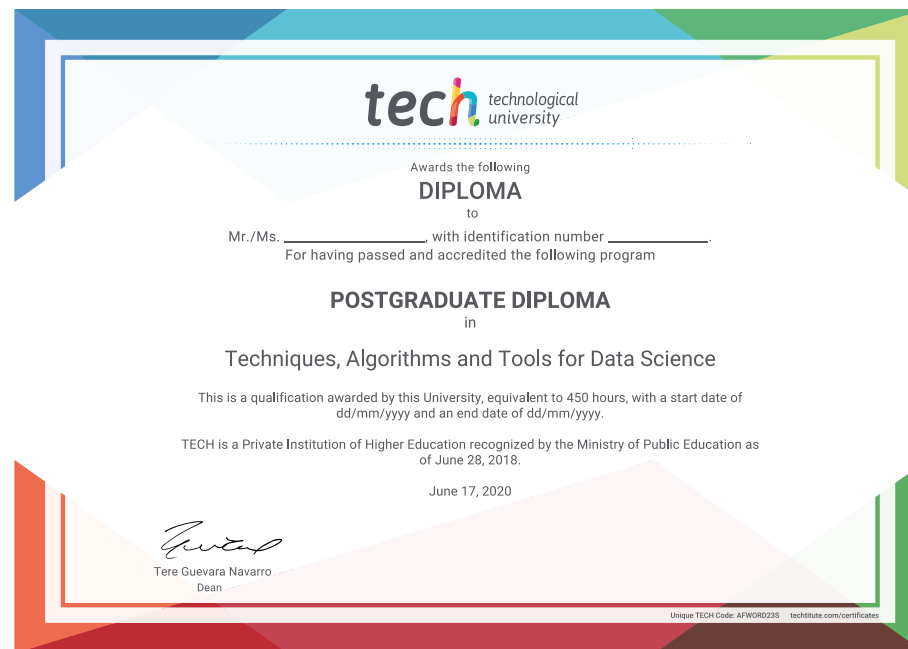 tech technological
university
Awards the following
DIPLOMA
to
Mr./Ms. ____________________, with identification number ______________.
For having passed and accredited the following program
POSTGRADUATE DIPLOMA
in
Techniques, Algorithms and Tools for Data Science
This is a qualification awarded by this University, equivalent to 450 hours, with a start date of
dd/mm/yyyy and an end date of dd/mm/yyyy.
TECH is a Private Institution of Higher Education recognized by the Ministry of Public Education as
of June 28, 2018.
June 17, 2020
Tere Guevara Navarro
Dean
Unique TECH Code: AFWORD23S techtitute.com/certificates